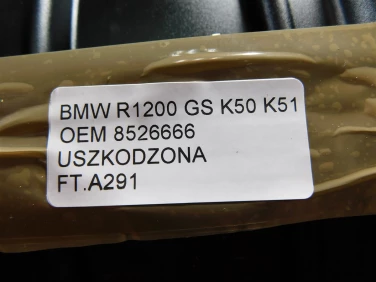 BMW R1200 GS K50 K51
OEM 8526666
USZKODZONA
FT.A291